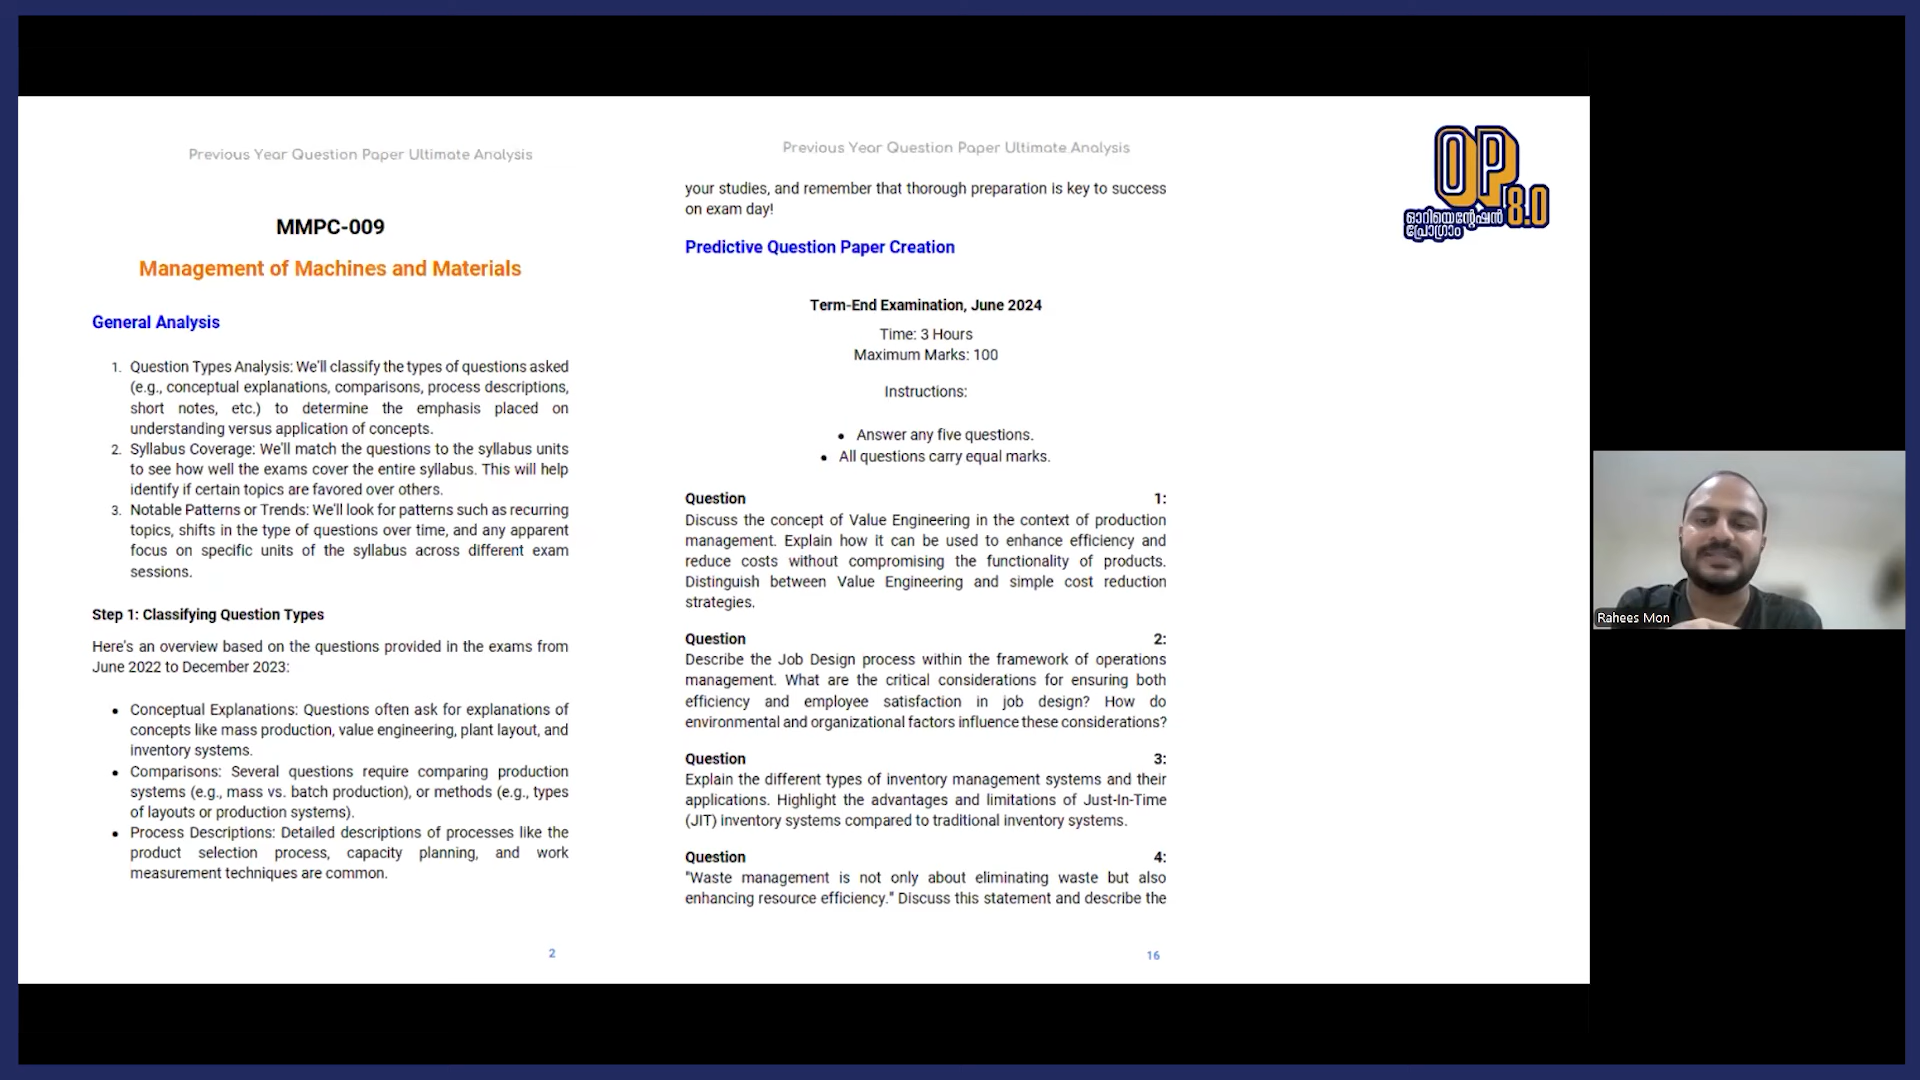 Previous Year Question Paper Ultimate Analysis
MMPC-009
Management of Machines and Materials
General Analysis
1. Question Types Analysis: We'll classify the types of questions asked
(e.g., conceptual explanations, comparisons, process descriptions,
short notes, etc.) to determine the emphasis placed on
understanding versus application of concepts.
2. Syllabus Coverage: We'll match the questions to the syllabus units
to see how well the exams cover the entire syllabus. This will help
identify if certain topics are favored over others.
3. Notable Patterns or Trends: We'll look for patterns such as recurring
topics, shifts in the type of questions over time, and any apparent
focus on specific units of the syllabus across different exam
sessions.
Step 1: Classifying Question Types
Here's an overview based on the questions provided in the exams from
June 2022 to December 2023:
• Conceptual Explanations: Questions often ask for explanations of
concepts like mass production, value engineering, plant layout, and
inventory systems.
• Comparisons: Several questions require comparing production
systems (e.g., mass vs. batch production), or methods (e.g., types
of layouts or production systems).
• Process Descriptions: Detailed descriptions of processes like the
product selection process, capacity planning, and work
measurement techniques are common.
2
Previous Year Question Paper Ultimate Analysis
your studies, and remember that thorough preparation is key to success
on exam day!
Predictive Question Paper Creation
Term-End Examination, June 2024
Time: 3 Hours
Maximum Marks: 100
Instructions:
• Answer any five questions.
• All questions carry equal marks.
Question 1:
Discuss the concept of Value Engineering in the context of production
management. Explain how it can be used to enhance efficiency and
reduce costs without compromising the functionality of products.
Distinguish between Value Engineering and simple cost reduction
strategies.
Question 2:
Describe the Job Design process within the framework of operations
management. What are the critical considerations for ensuring both
efficiency and employee satisfaction in job design? How do
environmental and organizational factors influence these considerations?
Question 3:
Explain the different types of inventory management systems and their
applications. Highlight the advantages and limitations of Just-In-Time
(JIT) inventory systems compared to traditional inventory systems.
Question 4:
"Waste management is not only about eliminating waste but also
enhancing resource efficiency." Discuss this statement and describe the
16
OP 8.0
ഓറിയെന്റേഷൻ
പ്രോഗ്രാം
Rahees Mon